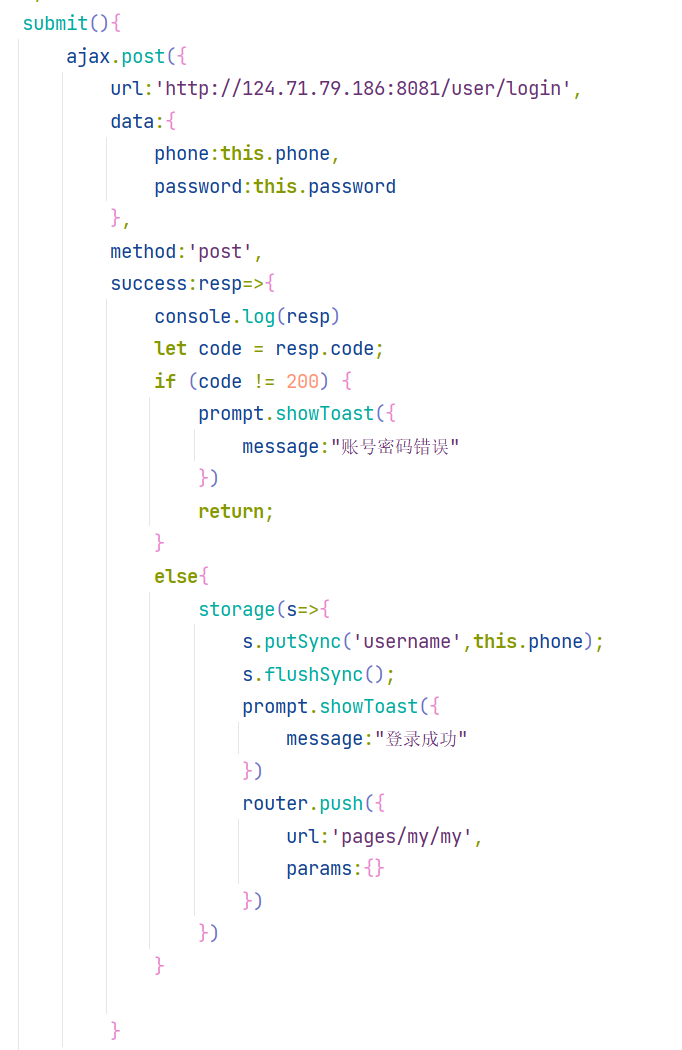 submit(){
    ajax.post({
        url:'http://124.71.79.186:8081/user/login',
        data:{
            phone:this.phone,
            password:this.password
        },
        method:'post',
        success:resp=>{
            console.log(resp)
            let code = resp.code;
            if (code != 200) {
                prompt.showToast({
                    message:"账号密码错误"
                })
                return;
            }
            else{
                storage(s=>{
                    s.putSync('username',this.phone);
                    s.flushSync();
                    prompt.showToast({
                        message:"登录成功"
                    })
                    router.push({
                        url:'pages/my/my',
                        params:{}
                    })
                })
            }
        }